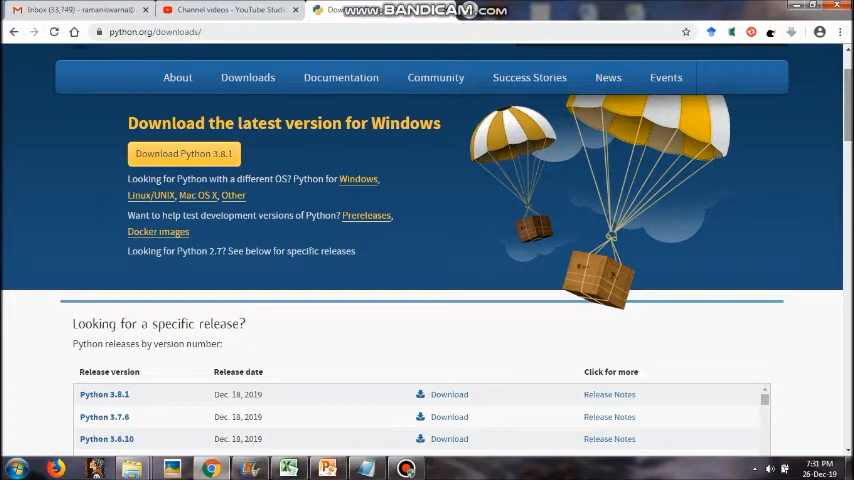 Inbox (33,749) - ramaniswarna
Channel videos - YouTube Studi
Do
WWW.BANDICAM.COM
python.org/downloads/
About Downloads Documentation Community Success Stories News Events
Download the latest version for Windows
Download Python 3.8.1
Looking for Python with a different OS? Python for Windows,
Linux/UNIX, Mac OS X, Other
Want to help test development versions of Python? Prereleases,
Docker images
Looking for Python 2.7? See below for specific releases
Looking for a specific release?
Python releases by version number:
Release version Release date Click for more
Python 3.8.1 Dec. 18, 2019 Download Release Notes
Python 3.7.6 Dec. 18, 2019 Download Release Notes
Python 3.6.10 Dec. 18, 2019 Download Release Notes
7:31 PM
26-Dec-19